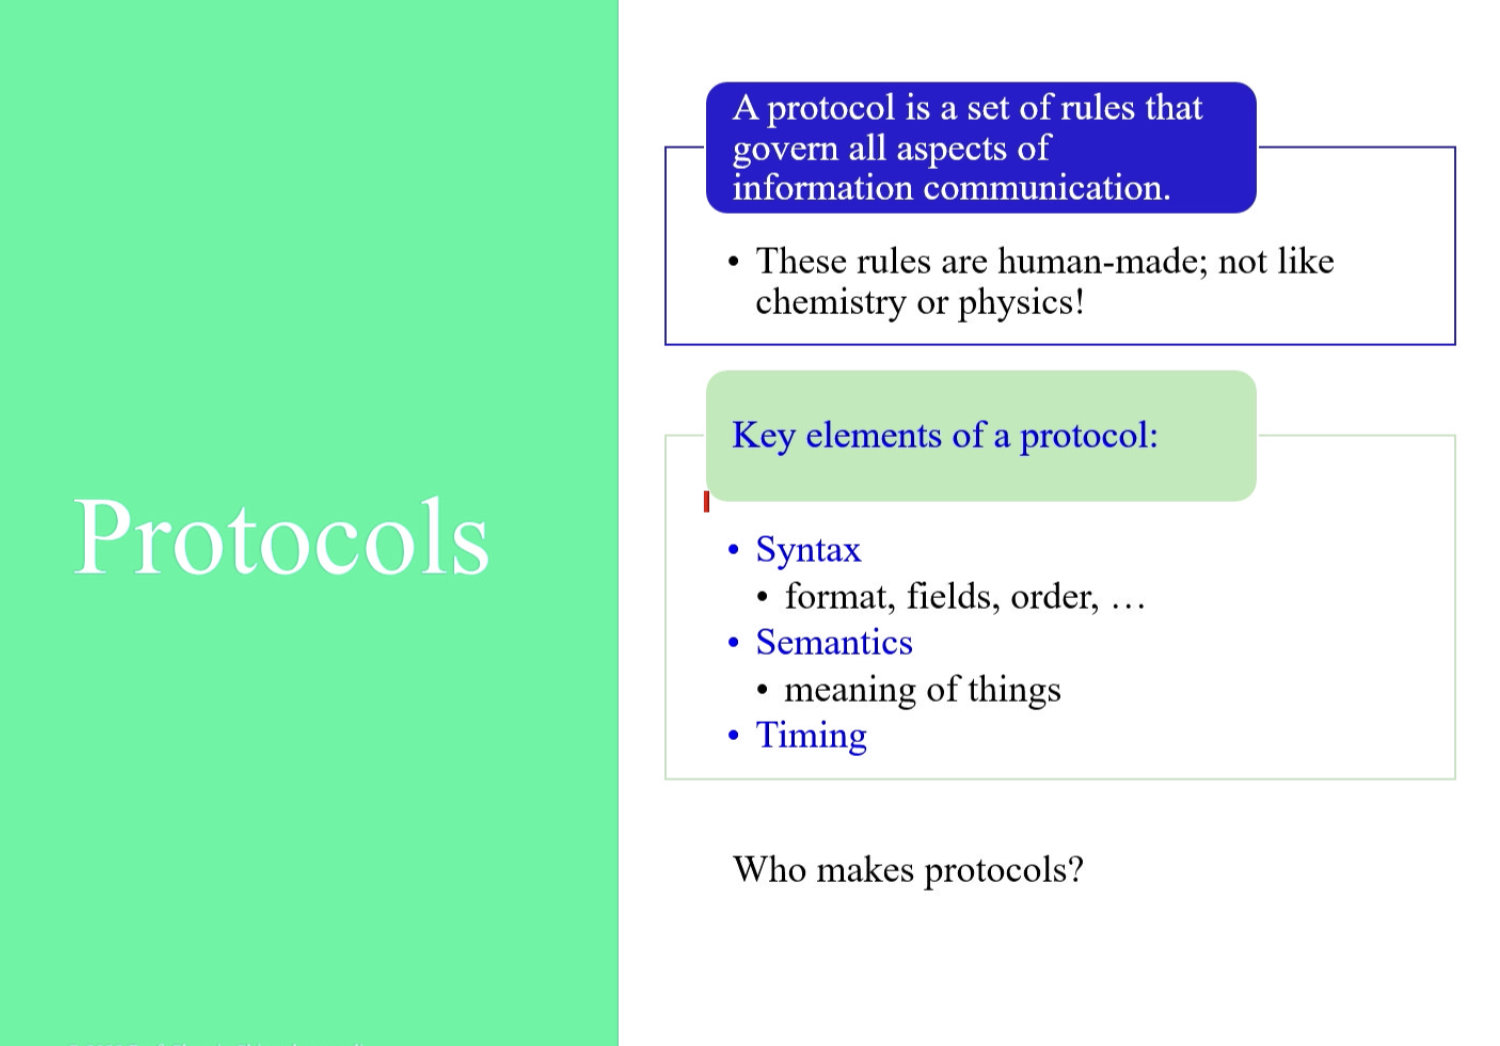 Protocols
A protocol is a set of rules that
govern all aspects of
information communication.
• These rules are human-made; not like
chemistry or physics!
Key elements of a protocol:
• Syntax
• format, fields, order, …
• Semantics
• meaning of things
• Timing
Who makes protocols?